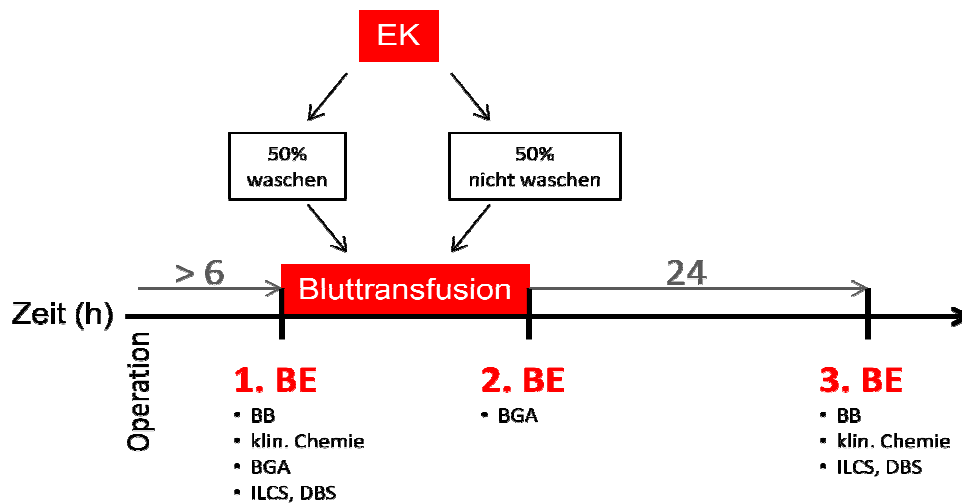 EK
50%
waschen
50%
nicht waschen
> 6
Bluttransfusion
24
Zeit (h)
Operation
1. BE
• BB
• klin. Chemie
• BGA
• ILCS, DBS
2. BE
• BGA
3. BE
• BB
• klin. Chemie
• ILCS, DBS